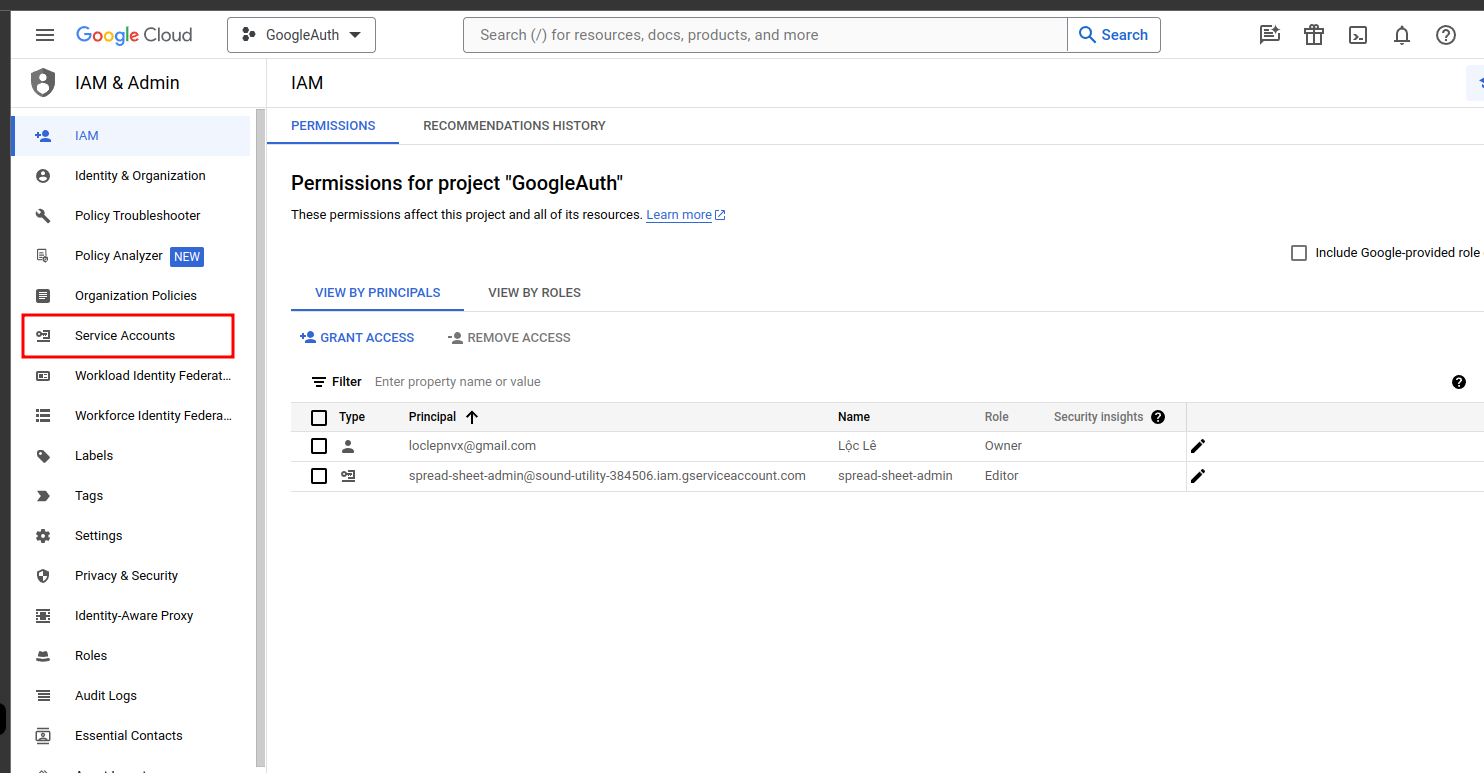 Google Cloud
GoogleAuth
Search (/) for resources, docs, products, and more
Search
IAM & Admin
IAM
Identity & Organization
Policy Troubleshooter
Policy Analyzer NEW
Organization Policies
Service Accounts
Workload Identity Federat...
Workforce Identity Federa...
Labels
Tags
Settings
Privacy & Security
Identity-Aware Proxy
Roles
Audit Logs
Essential Contacts
IAM
PERMISSIONS RECOMMENDATIONS HISTORY
Permissions for project "GoogleAuth"
These permissions affect this project and all of its resources. Learn more
Include Google-provided role
VIEW BY PRINCIPALS VIEW BY ROLES
GRANT ACCESS REMOVE ACCESS
Filter Enter property name or value
Type Principal Name Role Security insights
loclepnvx@gmail.com Lộc Lê Owner
spread-sheet-admin@sound-utility-384506.iam.gserviceaccount.com spread-sheet-admin Editor